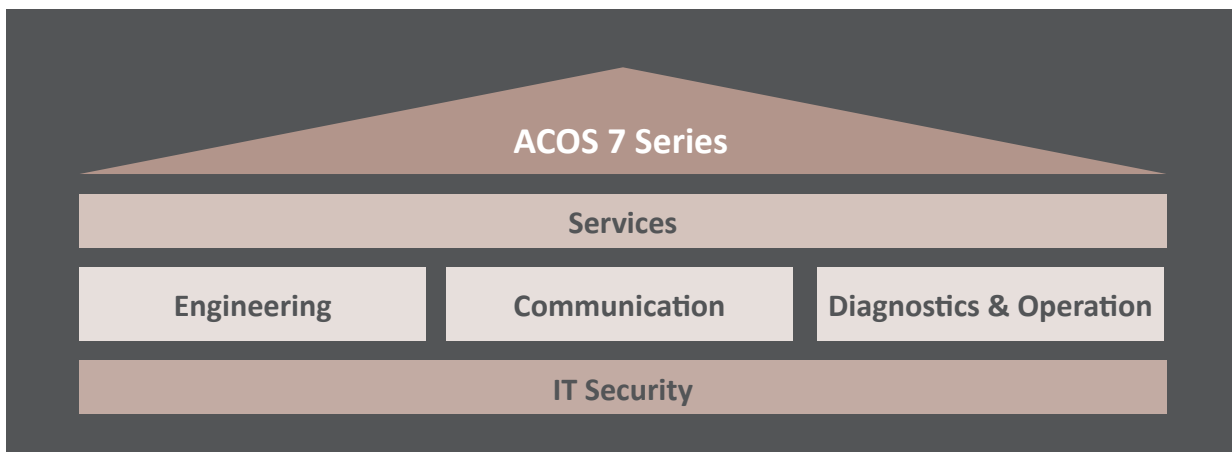 ACOS 7 Series
Services
Engineering
Communication
Diagnostics & Operation
IT Security